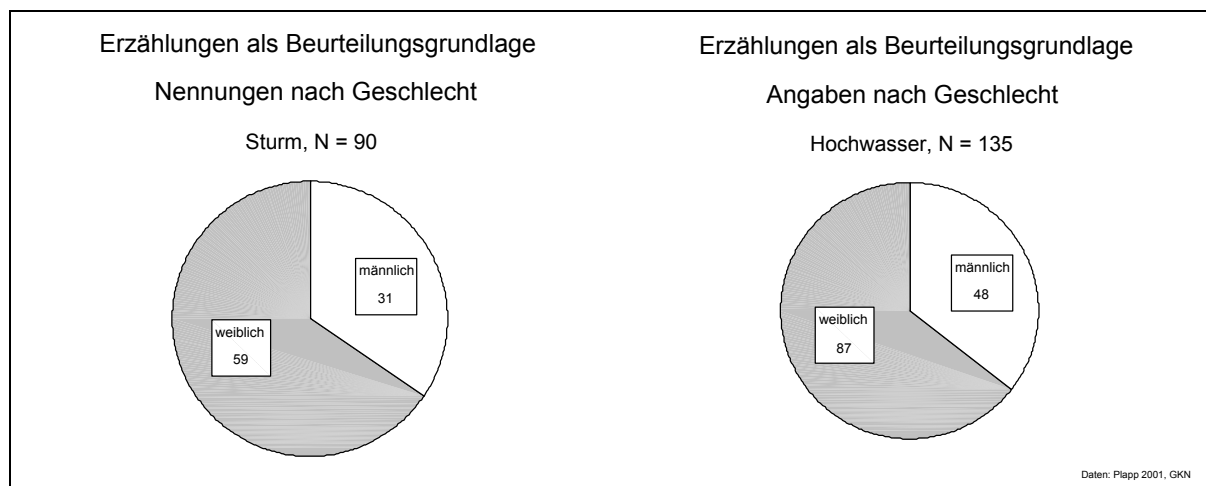 Erzählungen als Beurteilungsgrundlage
Nennungen nach Geschlecht
Sturm, N = 90
männlich
31
weiblich
59
Erzählungen als Beurteilungsgrundlage
Angaben nach Geschlecht
Hochwasser, N = 135
männlich
48
weiblich
87
Daten: Plapp 2001, GKN